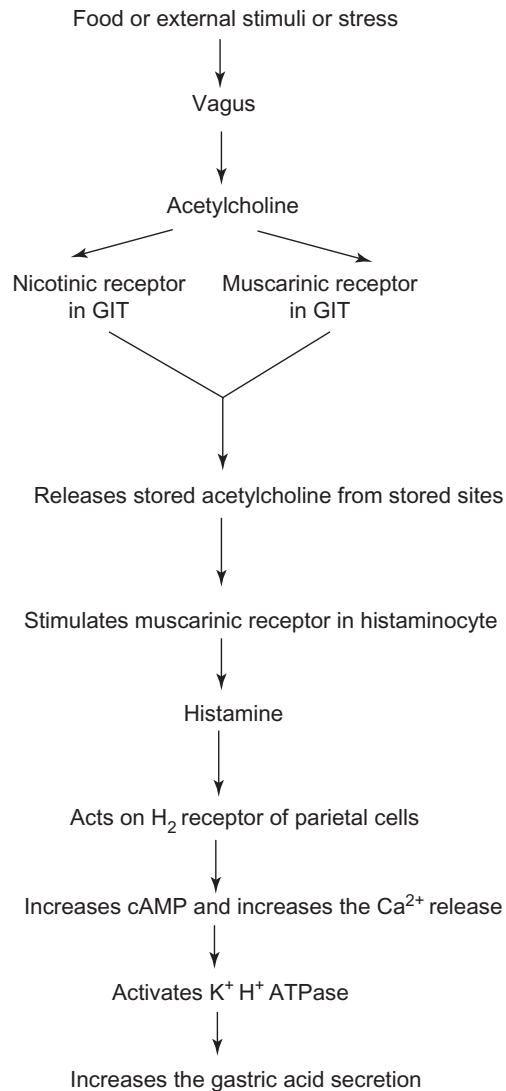 Food or external stimuli or stress
Vagus
Acetylcholine
Nicotinic receptor
in GIT
Muscarinic receptor
in GIT
Releases stored acetylcholine from stored sites
Stimulates muscarinic receptor in histaminocyte
Histamine
Acts on H₂ receptor of parietal cells
Increases cAMP and increases the Ca²⁺ release
Activates K⁺ H⁺ ATPase
Increases the gastric acid secretion